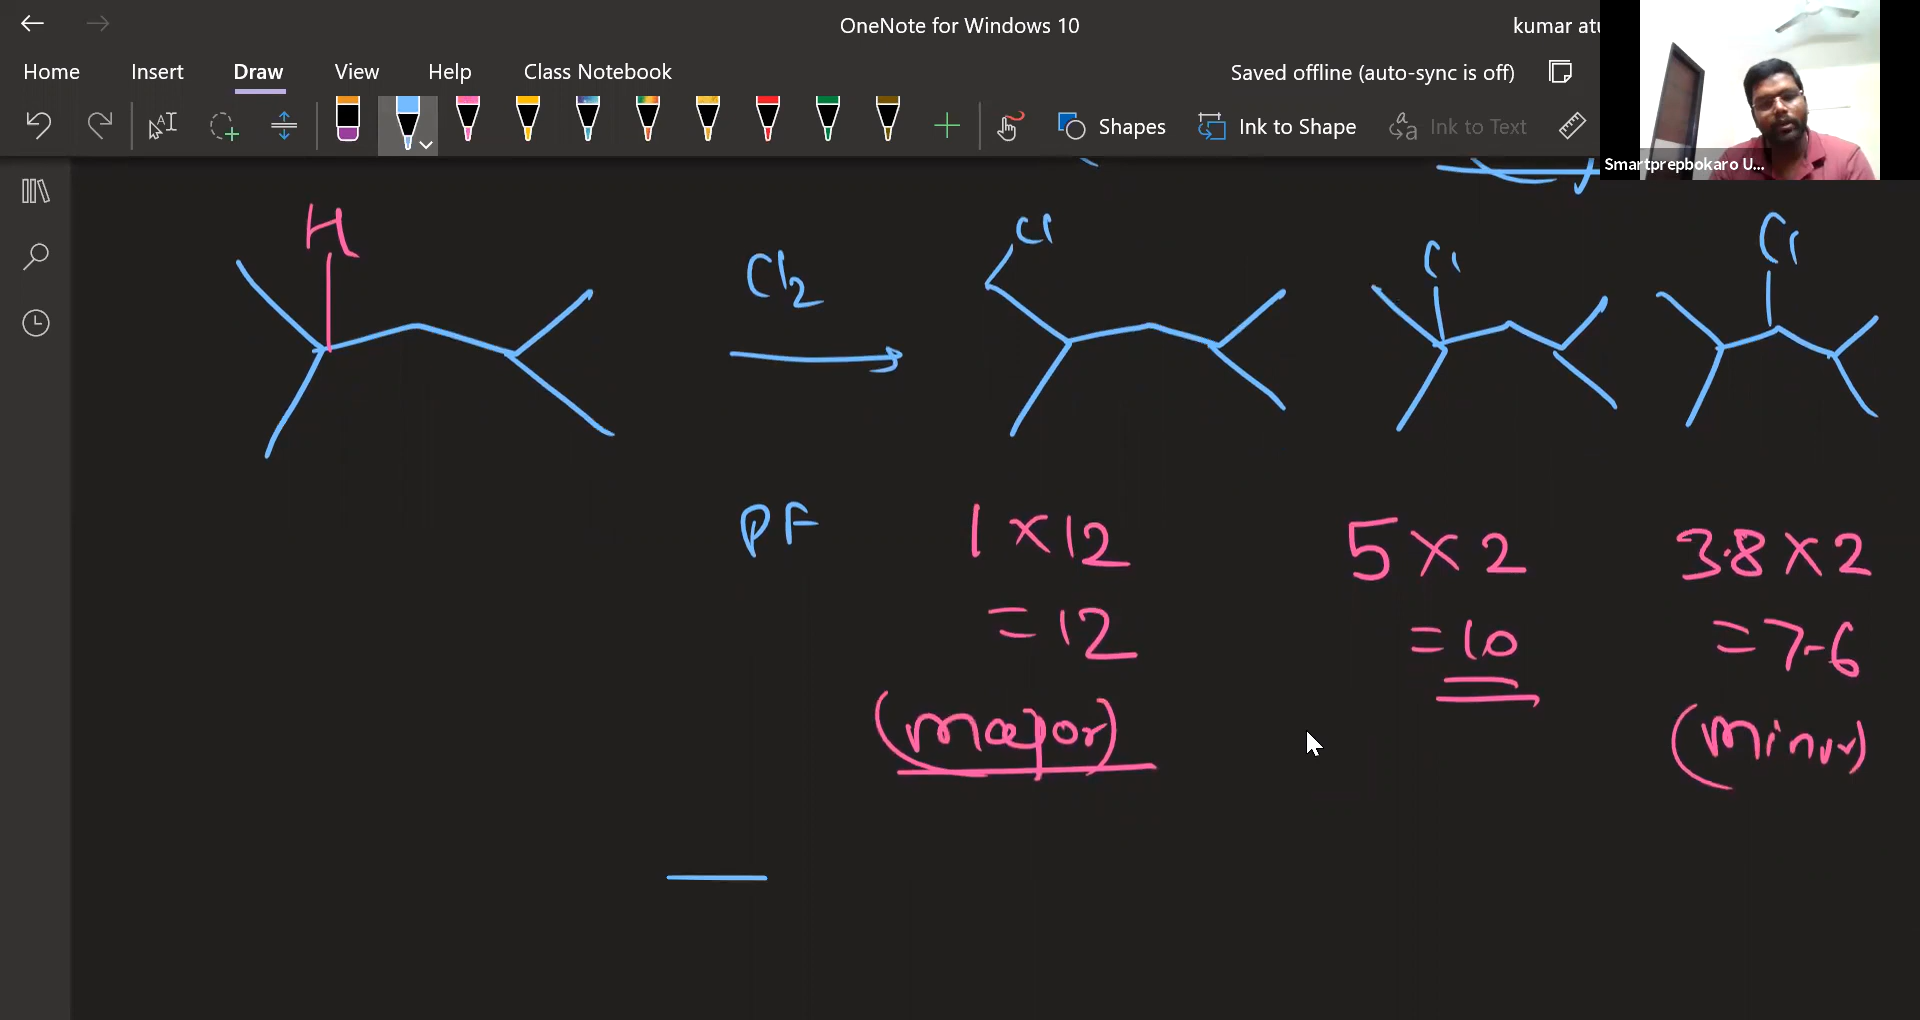 OneNote for Windows 10
kumar atu
Home Insert Draw View Help Class Notebook
Saved offline (auto-sync is off)
Shapes Ink to Shape Ink to Text
Smartprepbokaro U...
H
Cl2
Cl
Cl
Cl
PF
1 × 12
5 × 2
3.8 × 2
= 12
= 10
= 7.6
(major)
(minor)